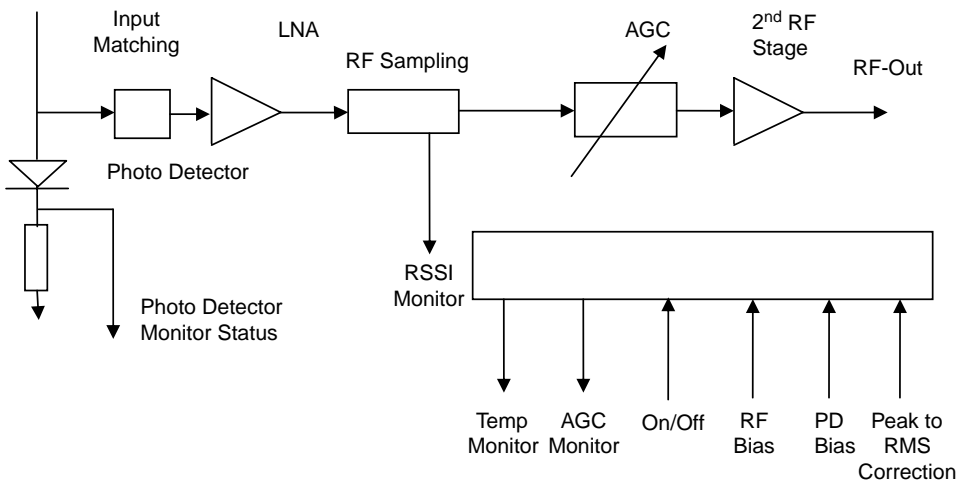 Input
Matching
LNA
RF Sampling
AGC
2nd RF
Stage
RF-Out
Photo Detector
RSSI
Monitor
Photo Detector
Monitor Status
Temp
Monitor
AGC
Monitor
On/Off
RF
Bias
PD
Bias
Peak to
RMS
Correction